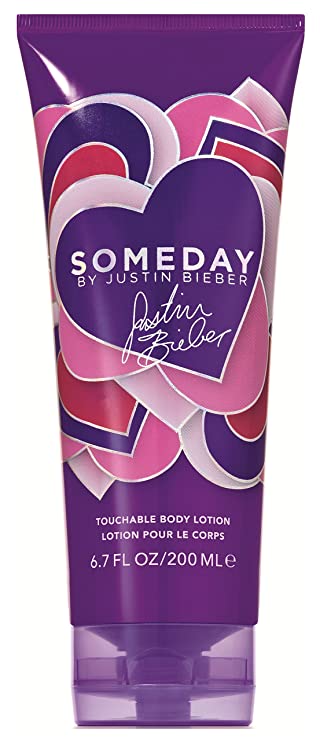 SOMEDAY
BY JUSTIN BIEBER
Justin
Bieber
TOUCHABLE BODY LOTION
LOTION POUR LE CORPS
6.7 FL OZ/200 ML℮